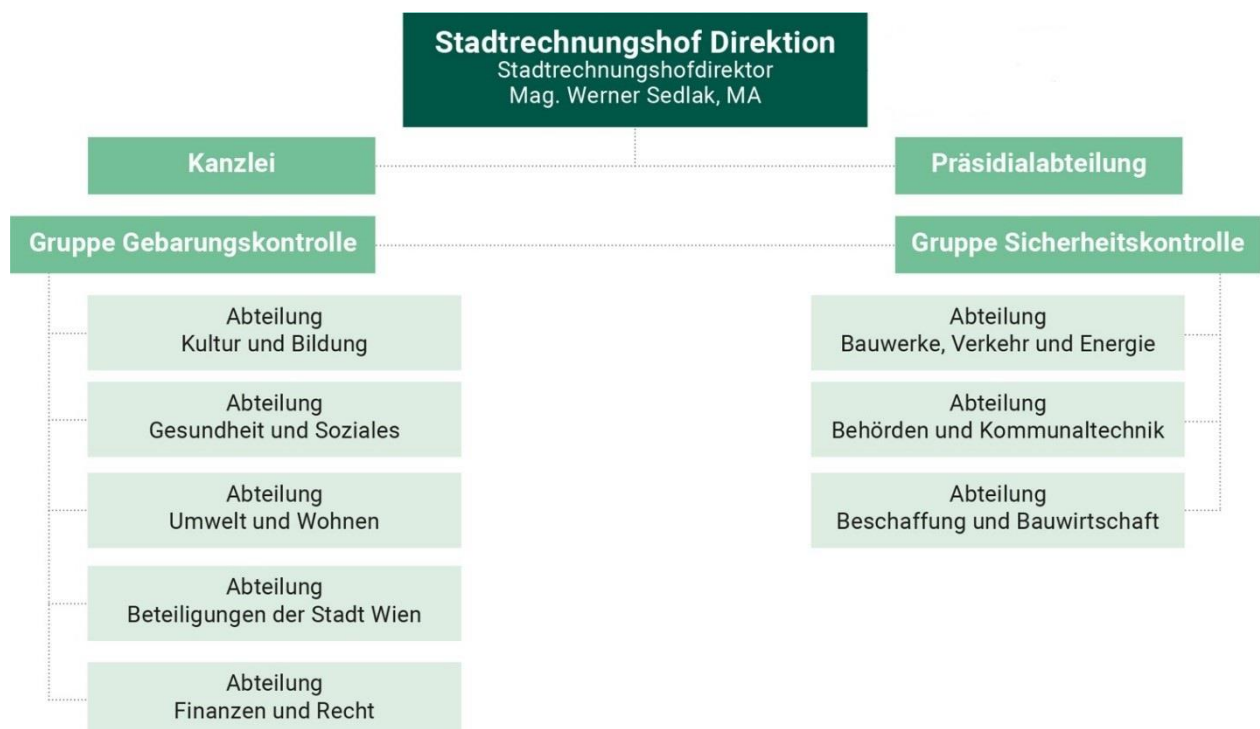 Stadtrechnungshof Direktion
Stadtrechnungshofdirektor
Mag. Werner Sedlak, MA
Kanzlei
Präsidialabteilung
Gruppe Gebarungskontrolle
Gruppe Sicherheitskontrolle
Abteilung
Kultur und Bildung
Abteilung
Gesundheit und Soziales
Abteilung
Umwelt und Wohnen
Abteilung
Beteiligungen der Stadt Wien
Abteilung
Finanzen und Recht
Abteilung
Bauwerke, Verkehr und Energie
Abteilung
Behörden und Kommunaltechnik
Abteilung
Beschaffung und Bauwirtschaft